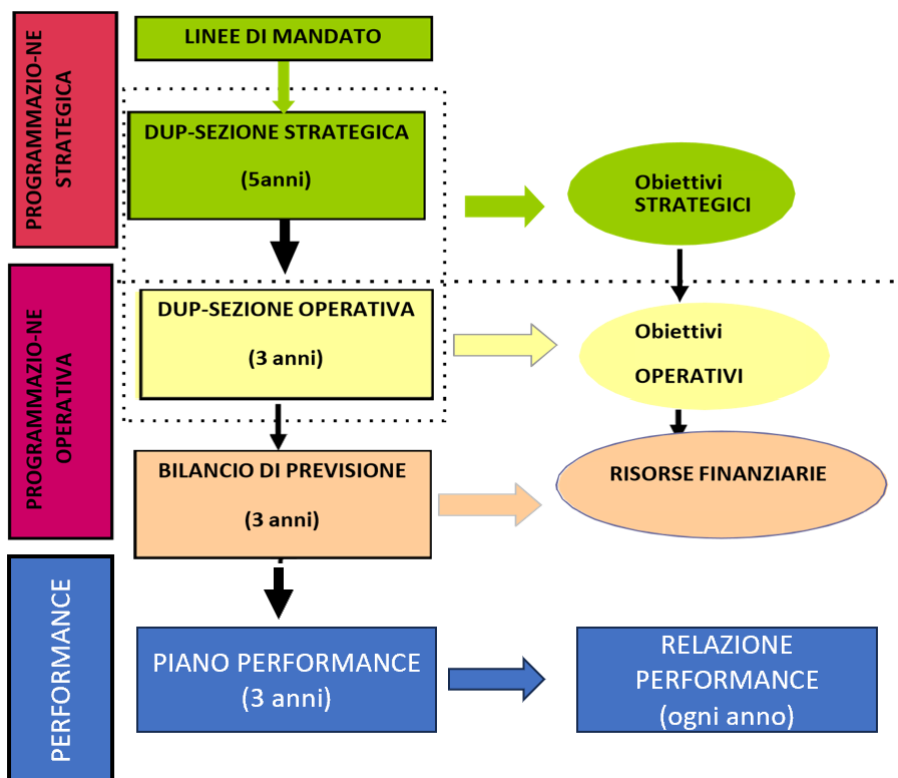 PROGRAMMAZIO-NE
STRATEGICA
LINEE DI MANDATO
DUP-SEZIONE STRATEGICA
(5anni)
Obiettivi
STRATEGICI
PROGRAMMAZIO-NE
OPERATIVA
DUP-SEZIONE OPERATIVA
(3 anni)
Obiettivi
OPERATIVI
BILANCIO DI PREVISIONE
(3 anni)
RISORSE FINANZIARIE
PERFORMANCE
PIANO PERFORMANCE
(3 anni)
RELAZIONE
PERFORMANCE
(ogni anno)